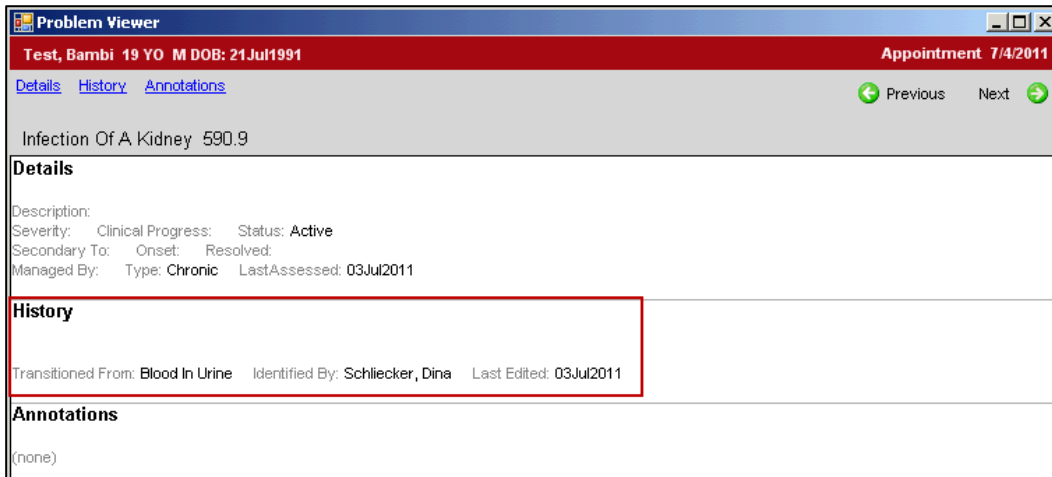 Problem Viewer
Test, Bambi 19 YO M DOB: 21Jul1991 Appointment 7/4/2011
Details History Annotations Previous Next
Infection Of A Kidney 590.9
Details
Description:
Severity: Clinical Progress: Status: Active
Secondary To: Onset: Resolved:
Managed By: Type: Chronic LastAssessed: 03Jul2011
History
Transitioned From: Blood In Urine Identified By: Schliecker, Dina Last Edited: 03Jul2011
Annotations
(none)